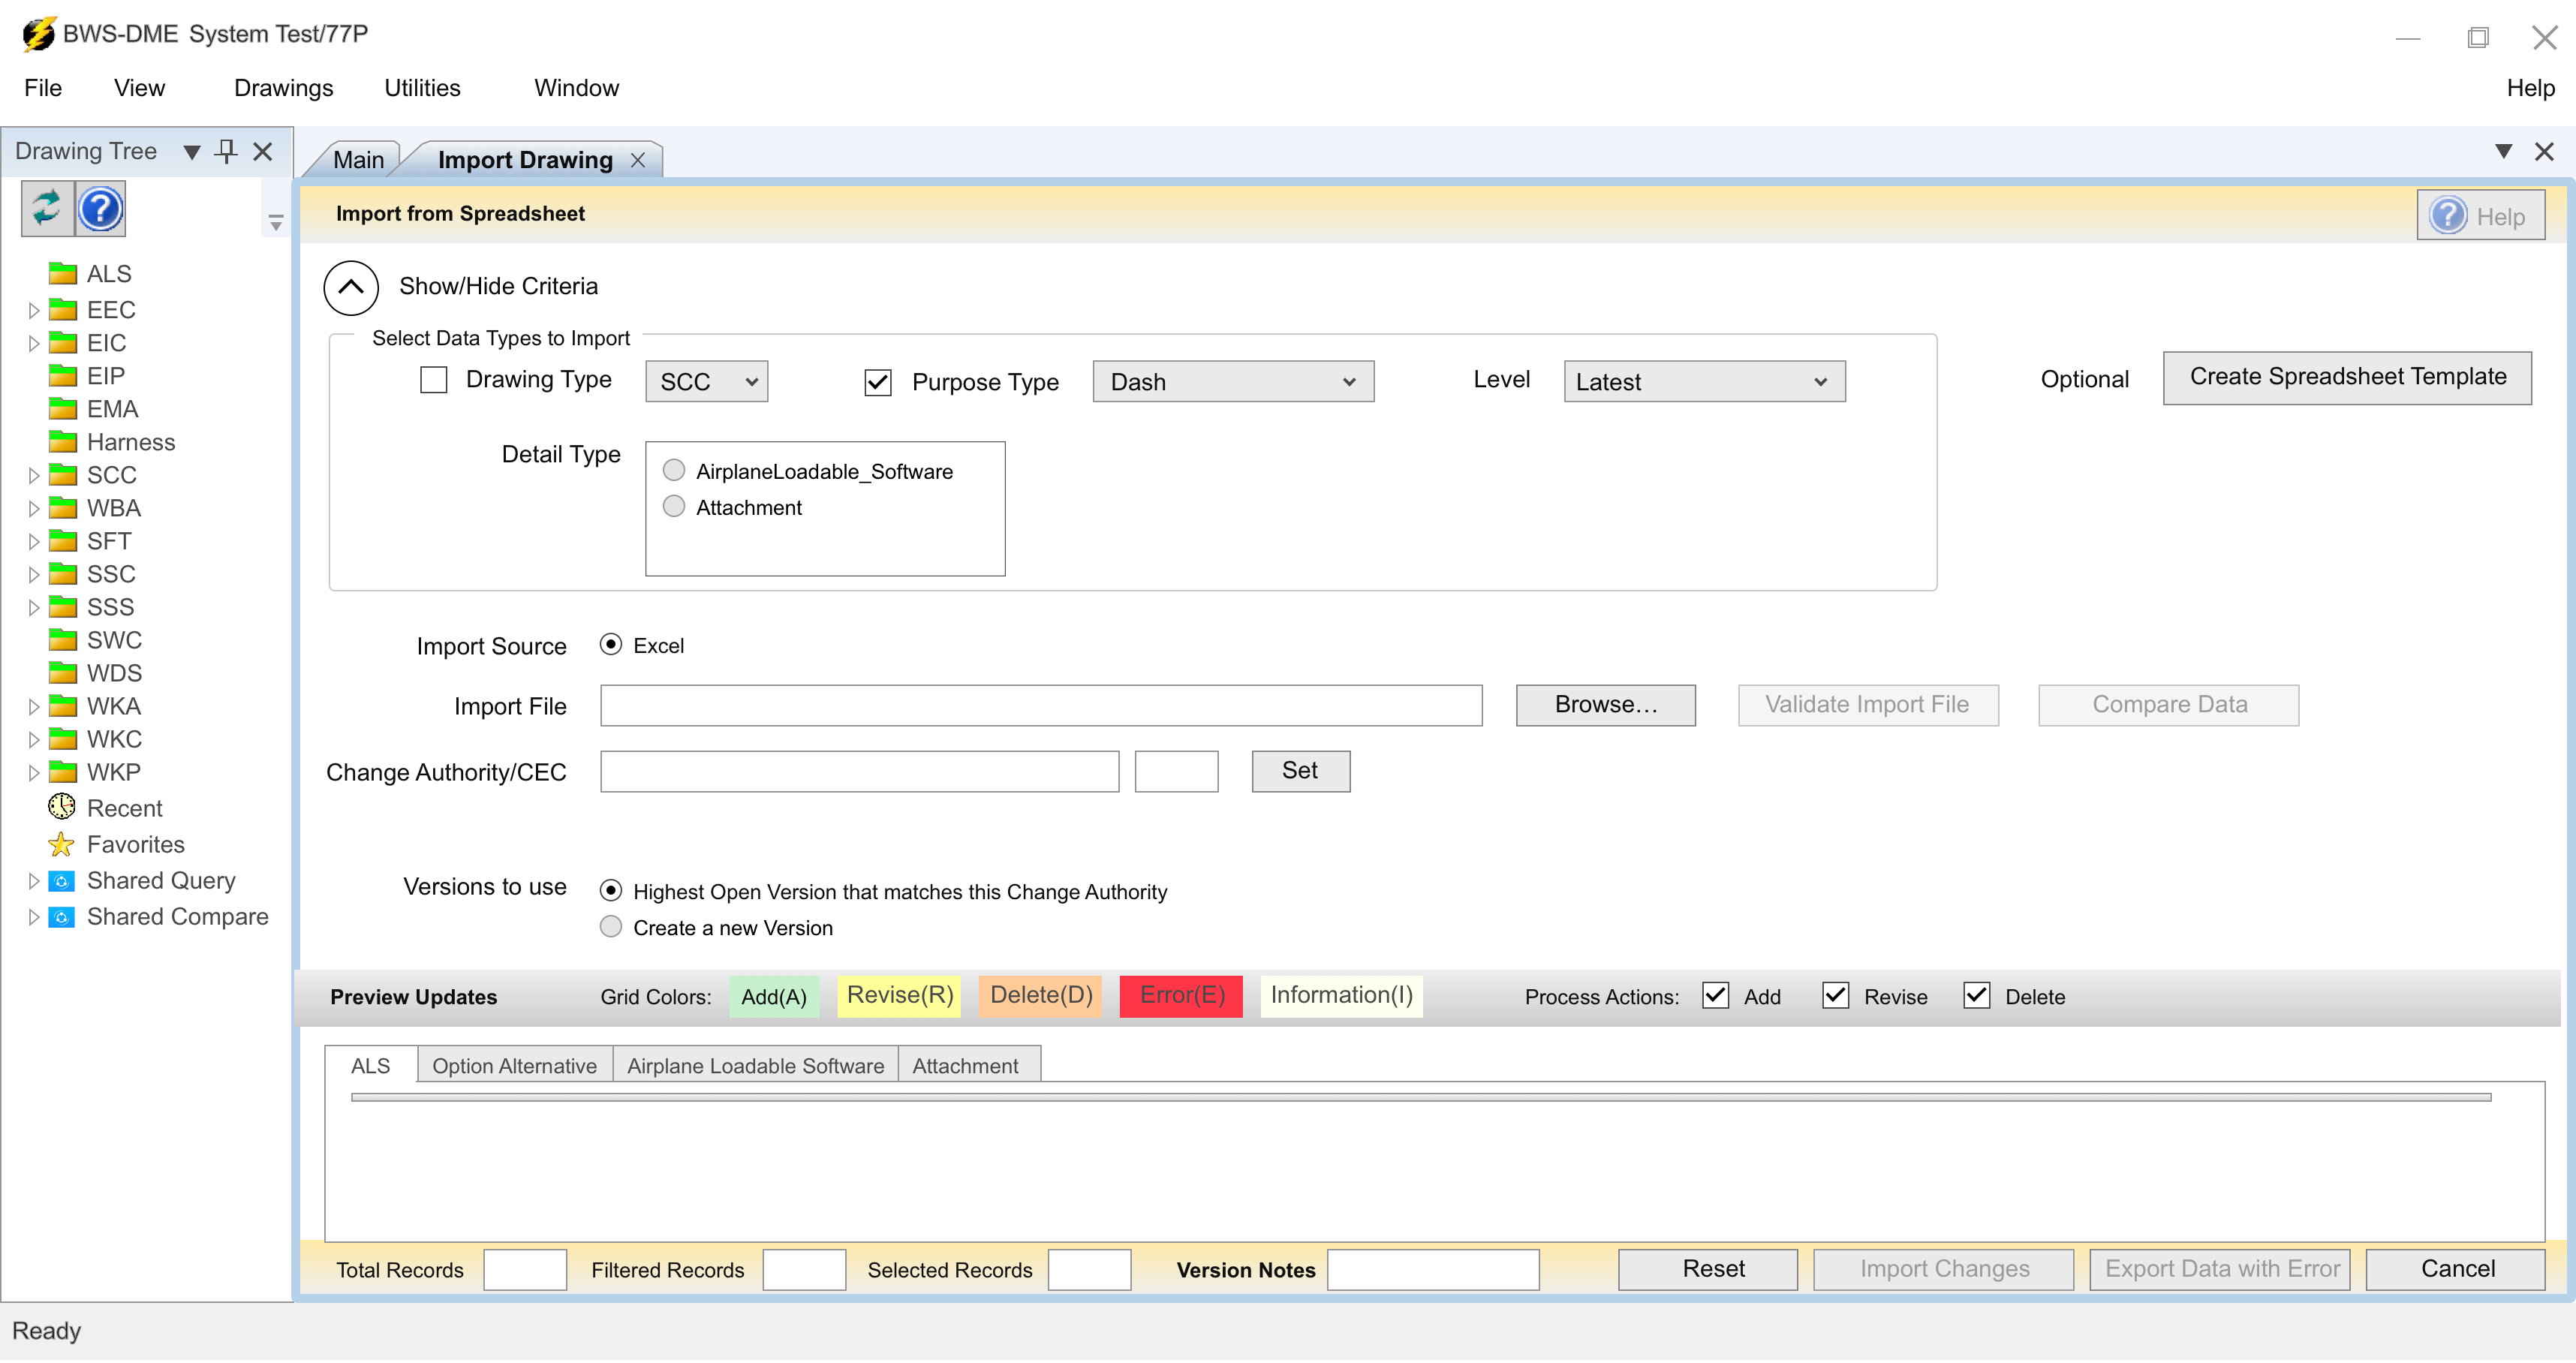 BWS-DME System Test/77P
File View Drawings Utilities Window Help
Drawing Tree
Main
Import Drawing
Import from Spreadsheet
Help
Show/Hide Criteria
Select Data Types to Import
Drawing Type SCC Purpose Type Dash Level Latest
Optional Create Spreadsheet Template
Detail Type
AirplaneLoadable_Software
Attachment
Import Source Excel
Import File Browse... Validate Import File Compare Data
Change Authority/CEC Set
Versions to use Highest Open Version that matches this Change Authority
Create a new Version
ALS
EEC
EIC
EIP
EMA
Harness
SCC
WBA
SFT
SSC
SSS
SWC
WDS
WKA
WKC
WKP
Recent
Favorites
Shared Query
Shared Compare
Preview Updates Grid Colors: Add(A) Revise(R) Delete(D) Error(E) Information(I) Process Actions: Add Revise Delete
ALS Option Alternative Airplane Loadable Software Attachment
Total Records Filtered Records Selected Records Version Notes Reset Import Changes Export Data with Error Cancel
Ready